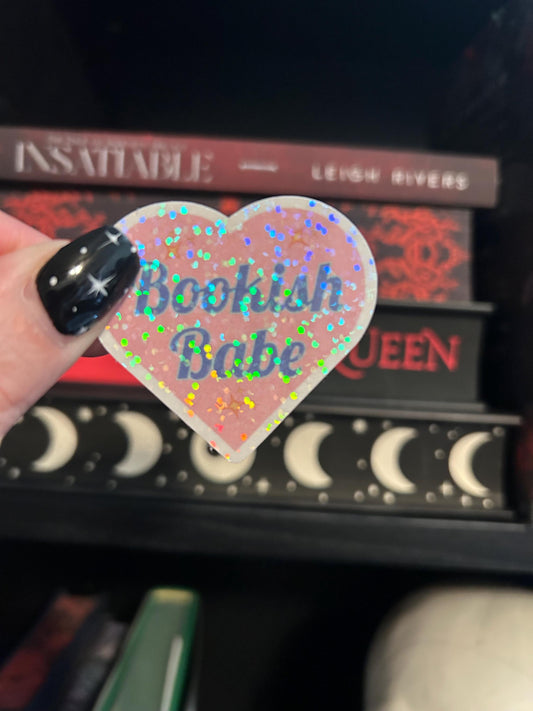 INSATIABLE LEIGH RIVERS
Bookish
Babe
QUEEN